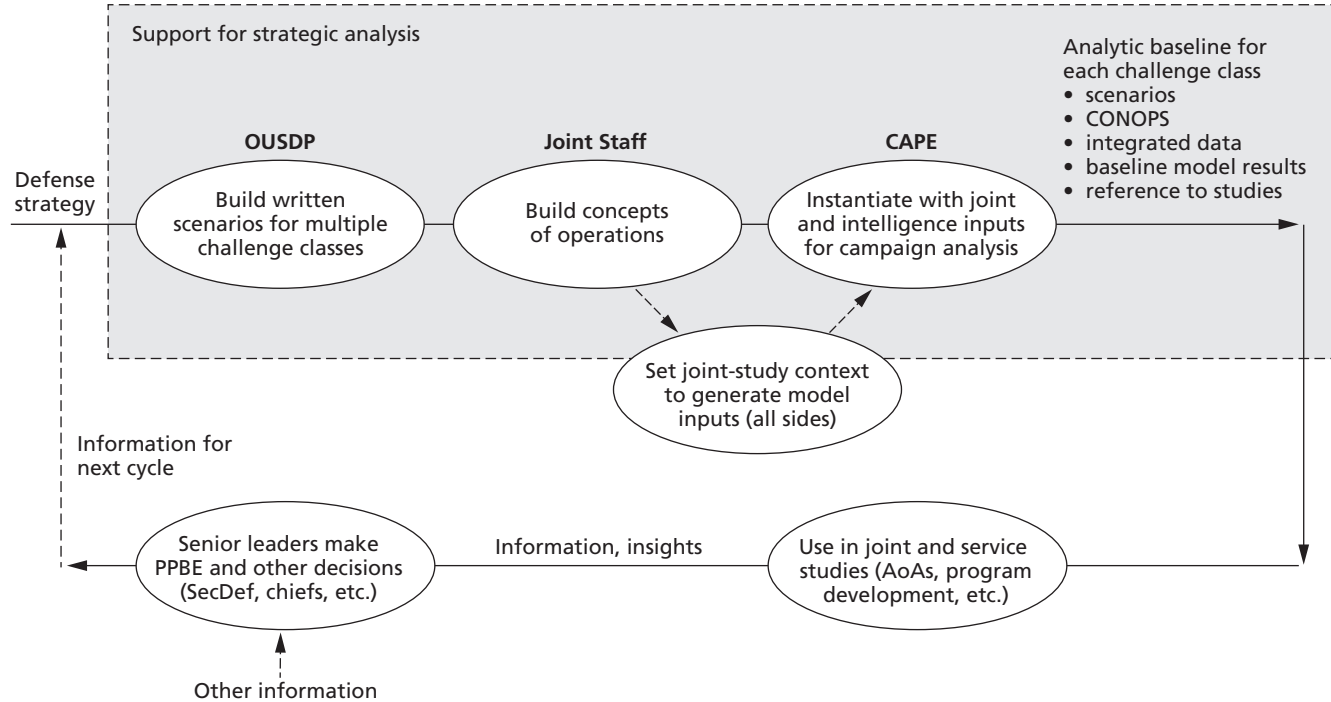 Support for strategic analysis
Analytic baseline for
each challenge class
• scenarios
• CONOPS
• integrated data
• baseline model results
• reference to studies
OUSDP
Joint Staff
CAPE
Defense
strategy
Build written
scenarios for multiple
challenge classes
Build concepts
of operations
Instantiate with joint
and intelligence inputs
for campaign analysis
Set joint-study context
to generate model
inputs (all sides)
Information for
next cycle
Senior leaders make
PPBE and other decisions
(SecDef, chiefs, etc.)
Information, insights
Use in joint and service
studies (AoAs, program
development, etc.)
Other information